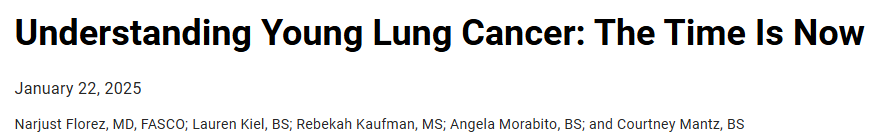 Understanding Young Lung Cancer: The Time Is Now
January 22, 2025
Narjust Florez, MD, FASCO; Lauren Kiel, BS; Rebekah Kaufman, MS; Angela Morabito, BS; and Courtney Mantz, BS